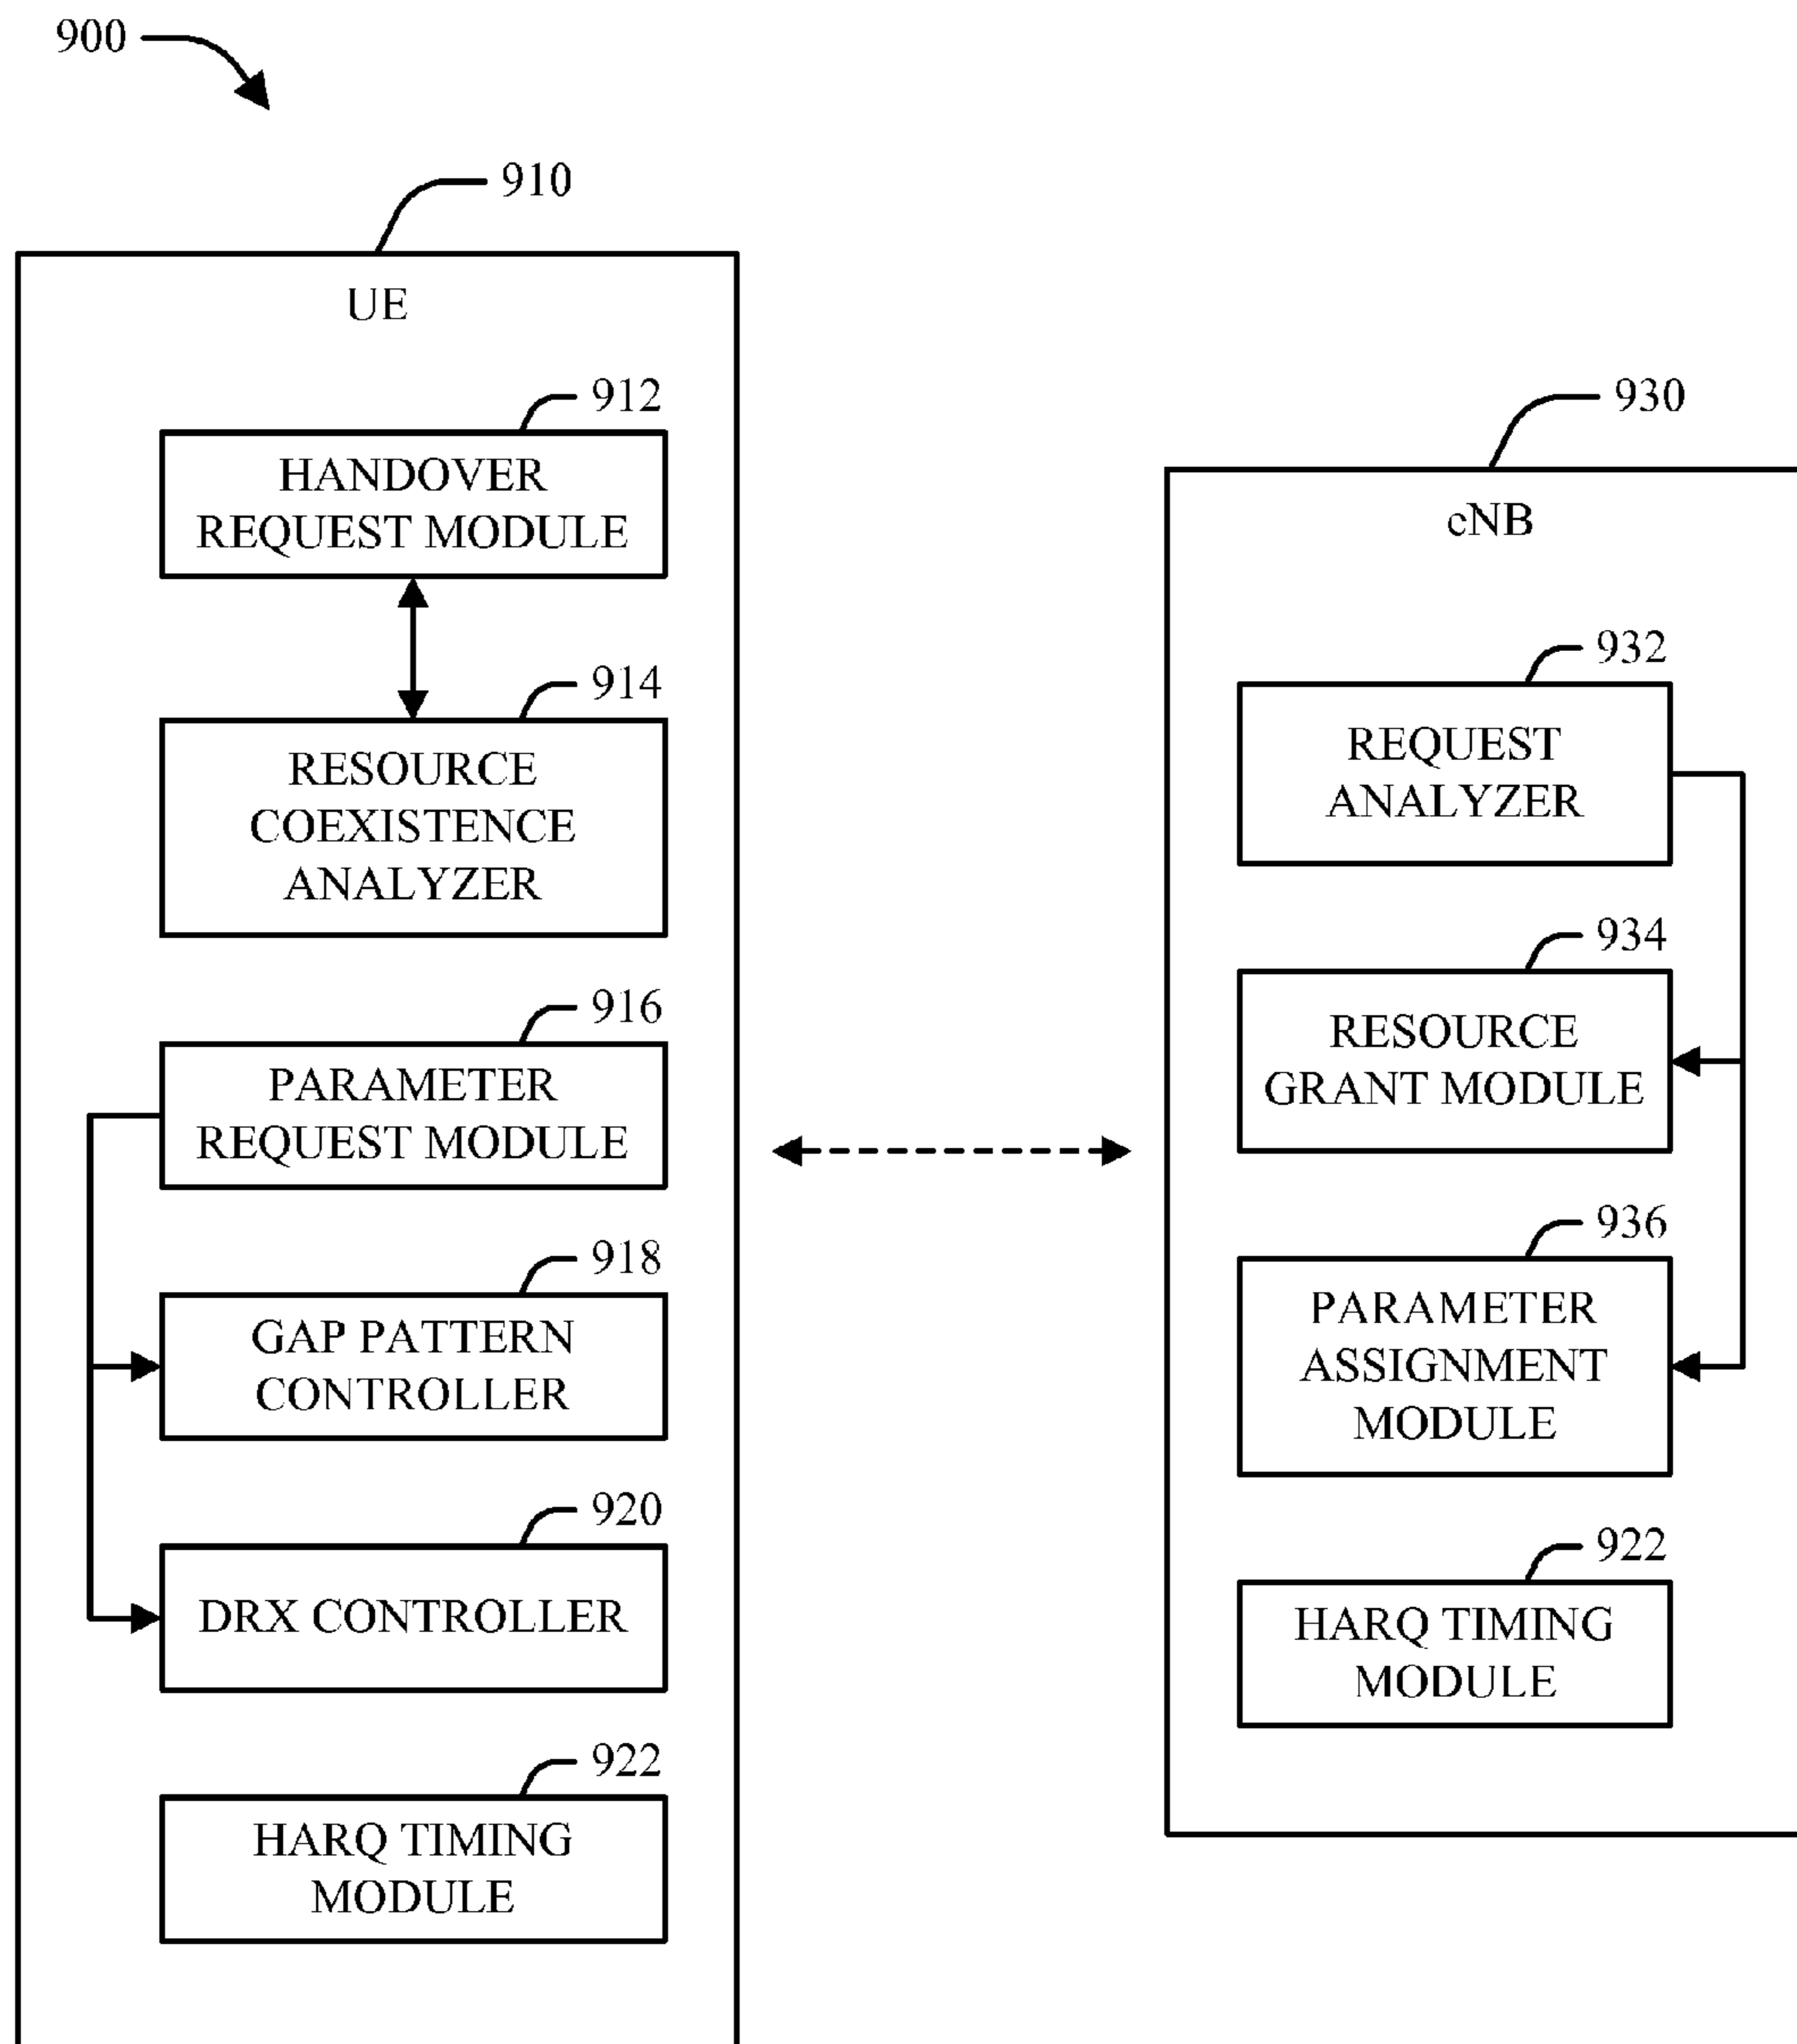 900
910
UE
912
HANDOVER
REQUEST MODULE
914
RESOURCE
COEXISTENCE
ANALYZER
916
PARAMETER
REQUEST MODULE
918
GAP PATTERN
CONTROLLER
920
DRX CONTROLLER
922
HARQ TIMING
MODULE
930
eNB
932
REQUEST
ANALYZER
934
RESOURCE
GRANT MODULE
936
PARAMETER
ASSIGNMENT
MODULE
922
HARQ TIMING
MODULE